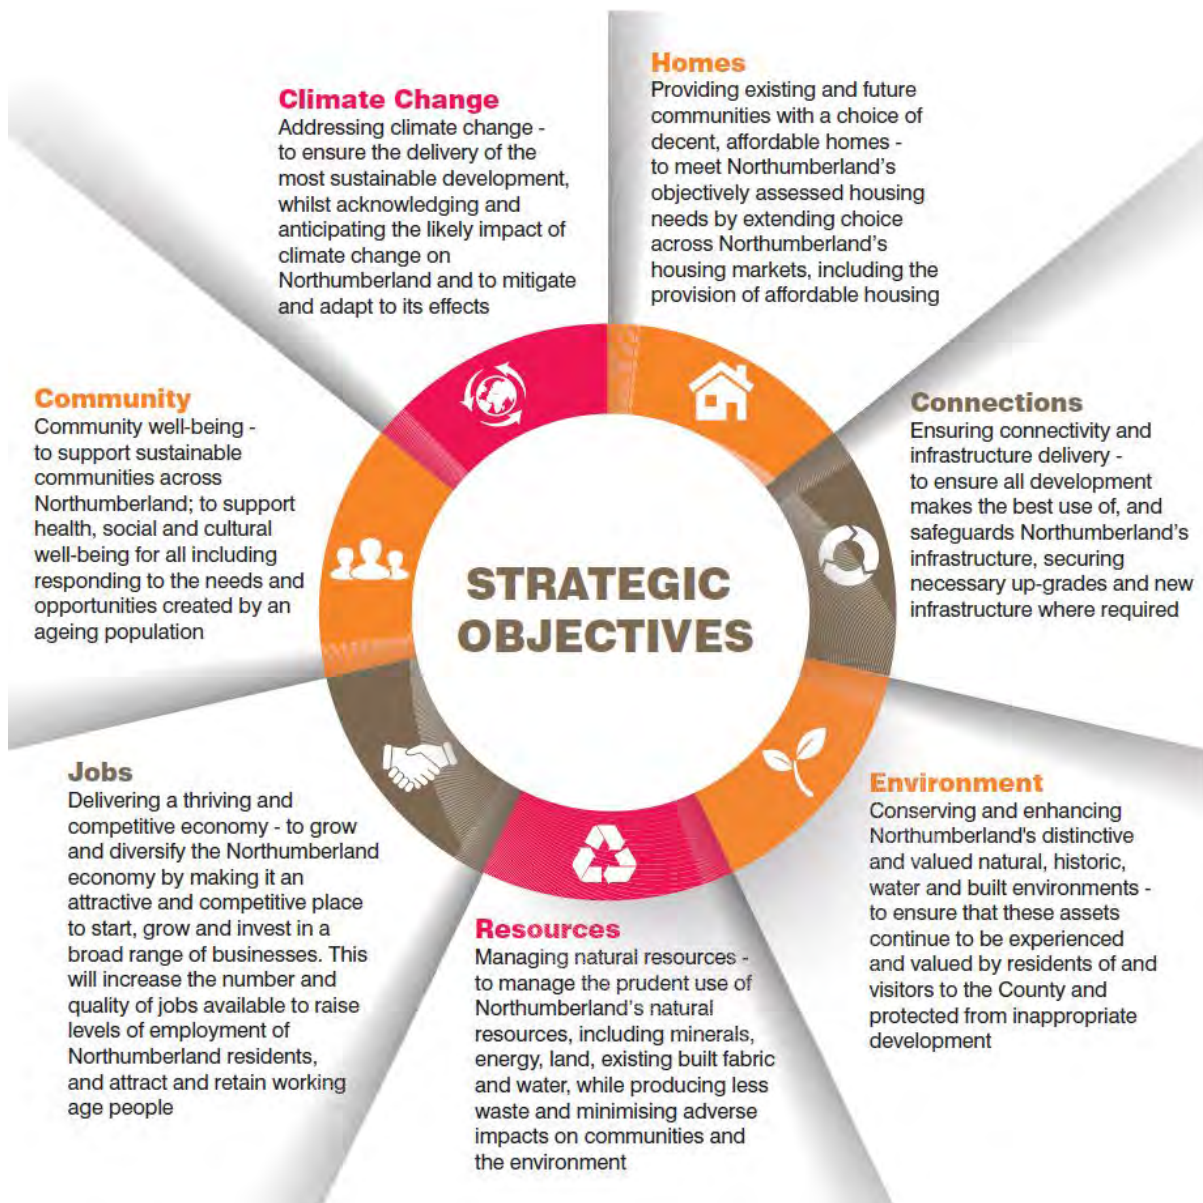 Climate Change
Addressing climate change -
to ensure the delivery of the
most sustainable development,
whilst acknowledging and
anticipating the likely impact of
climate change on
Northumberland and to mitigate
and adapt to its effects
Homes
Providing existing and future
communities with a choice of
decent, affordable homes -
to meet Northumberland's
objectively assessed housing
needs by extending choice
across Northumberland's
housing markets, including the
provision of affordable housing
Community
Community well-being -
to support sustainable
communities across
Northumberland; to support
health, social and cultural
well-being for all including
responding to the needs and
opportunities created by an
ageing population
Connections
Ensuring connectivity and
infrastructure delivery -
to ensure all development
makes the best use of, and
safeguards Northumberland's
infrastructure, securing
necessary up-grades and new
infrastructure where required
STRATEGIC
OBJECTIVES
Jobs
Delivering a thriving and
competitive economy - to grow
and diversify the Northumberland
economy by making it an
attractive and competitive place
to start, grow and invest in a
broad range of businesses. This
will increase the number and
quality of jobs available to raise
levels of employment of
Northumberland residents,
and attract and retain working
age people
Resources
Managing natural resources -
to manage the prudent use of
Northumberland's natural
resources, including minerals,
energy, land, existing built fabric
and water, while producing less
waste and minimising adverse
impacts on communities and
the environment
Environment
Conserving and enhancing
Northumberland's distinctive
and valued natural, historic,
water and built environments -
to ensure that these assets
continue to be experienced
and valued by residents of and
visitors to the County and
protected from inappropriate
development